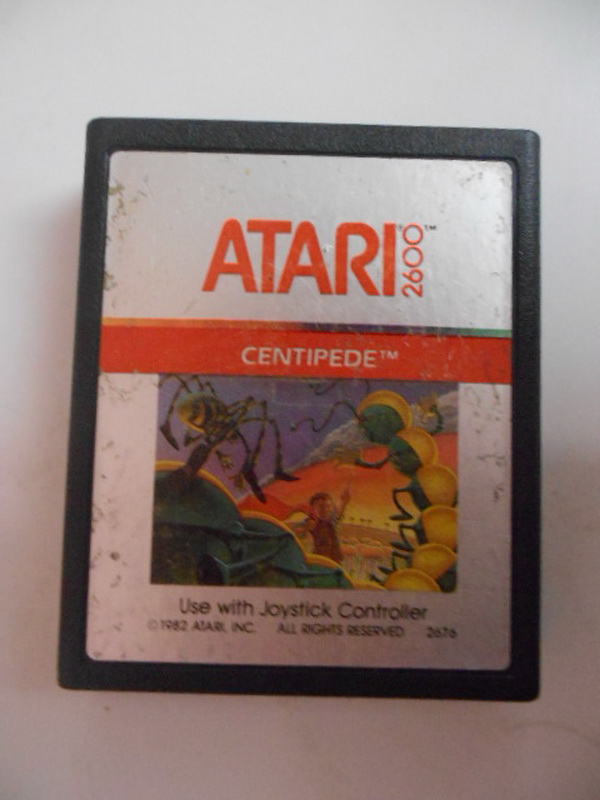 ATARI® 2600™
CENTIPEDE™
Use with Joystick Controller
©1982 ATARI, INC. ALL RIGHTS RESERVED 2676